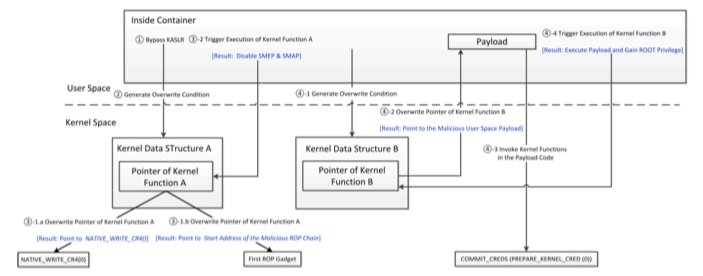 Inside Container
① Bypass KASLR ③-2 Trigger Execution of Kernel Function A
[Result: Disable SMEP & SMAP]
Payload
④-4 Trigger Execution of Kernel Function B
[Result: Execute Payload and Gain ROOT Privilege]
User Space
② Generate Overwrite Condition
④-1 Generate Overwrite Condition
④-2 Overwrite Pointer of Kernel Function B
[Result: Point to the Malicious User Space Payload]
Kernel Space
Kernel Data STructure A
Pointer of Kernel
Function A
Kernel Data Structure B
Pointer of Kernel
Function B
④-3 Invoke Kernel Functions
in the Payload Code
③-1.a Overwrite Pointer of Kernel Function A
③-1.b Overwrite Pointer of Kernel Function A
[Result: Point to NATIVE_WRITE_CR4()]
[Result: Point to Start Address of the Malicious ROP Chain]
NATIVE_WRITE_CR4()
First ROP Gadget
COMMIT_CREDS (PREPARE_KERNEL_CRED (0))